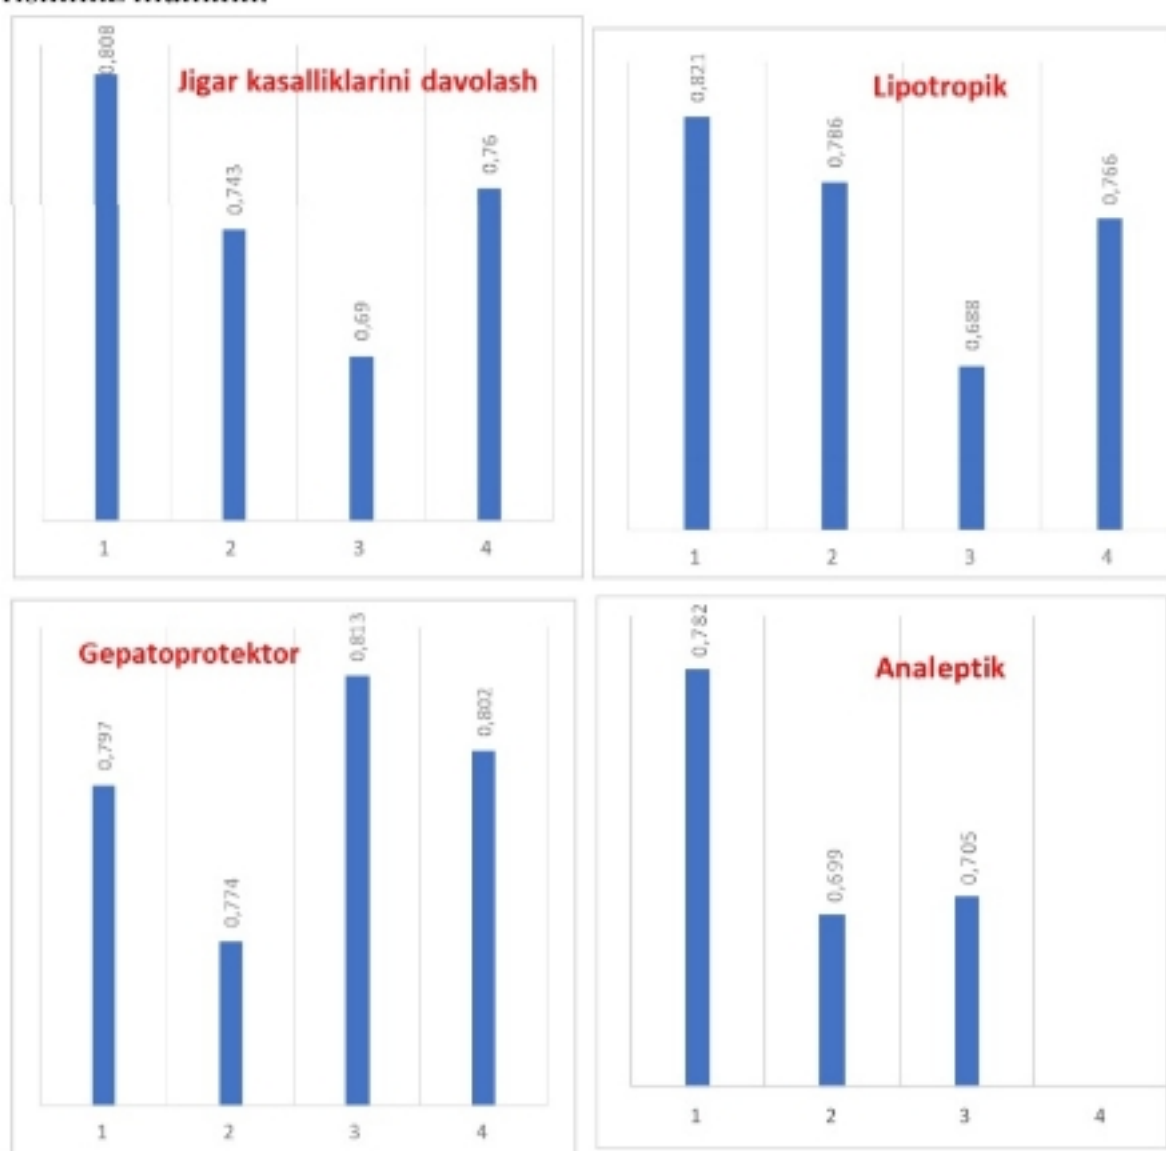 0,808
Jigar kasalliklarini davolash
0,743
0,69
0,76
1 2 3 4
0,821
Lipotropik
0,786
0,688
0,766
1 2 3 4
Gepatoprotektor
0,797
0,774
0,813
0,802
1 2 3 4
0,782
Analeptik
0,699
0,705
1 2 3 4